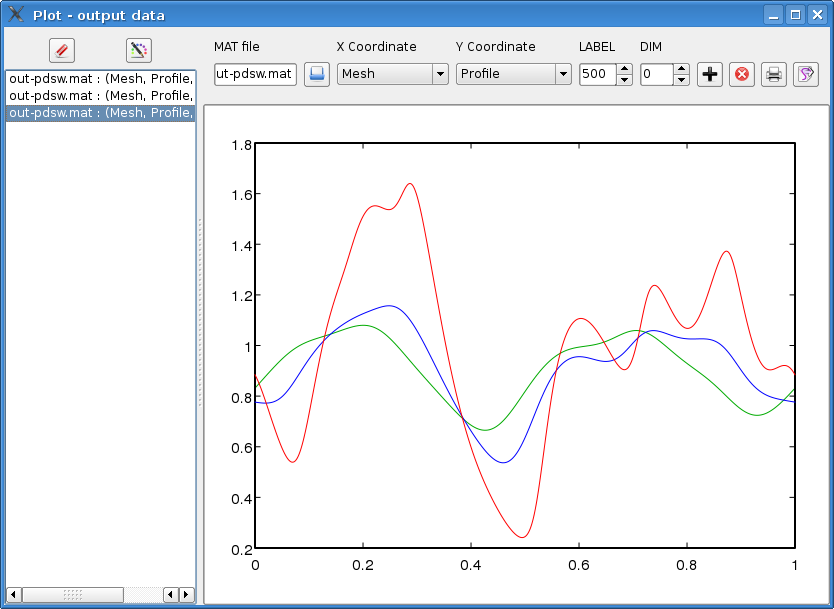 Plot - output data
MAT file X Coordinate Y Coordinate LABEL DIM
ut-pdsw.mat Mesh Profile 500 0
out-pdsw.mat : (Mesh, Profile,
out-pdsw.mat : (Mesh, Profile,
out-pdsw.mat : (Mesh, Profile,
1.8
1.6
1.4
1.2
1
0.8
0.6
0.4
0.2
0 0.2 0.4 0.6 0.8 1